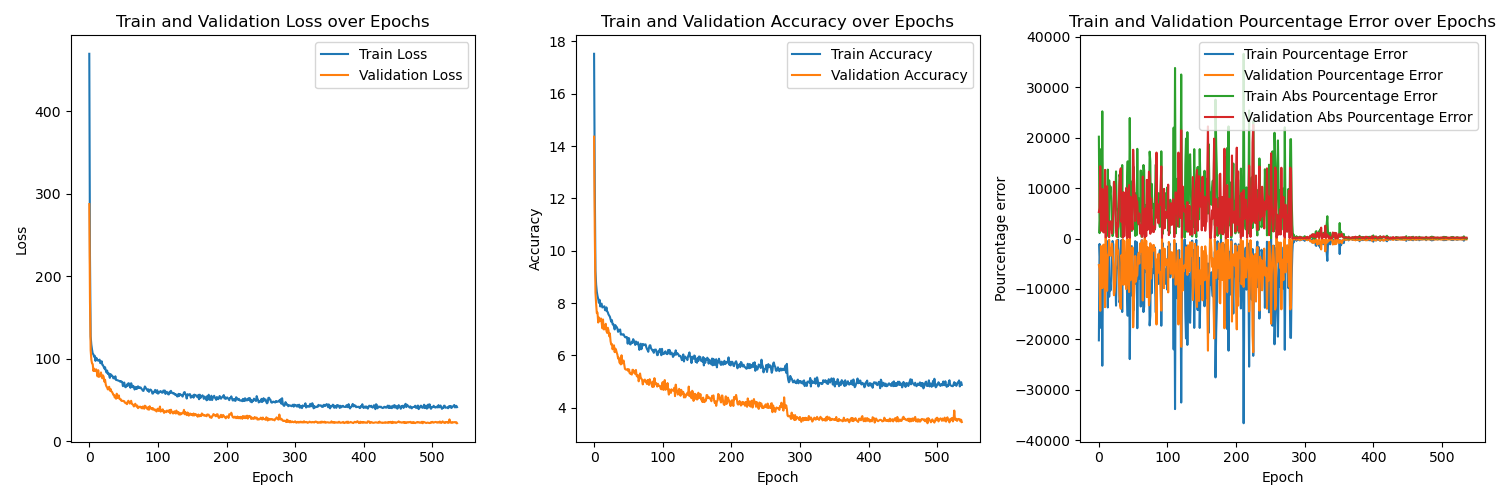 Train and Validation Loss over Epochs
Loss
400
300
200
100
0
Train Loss
Validation Loss
0 100 200 300 400 500
Epoch
Train and Validation Accuracy over Epochs
Accuracy
18
16
14
12
10
8
6
4
Train Accuracy
Validation Accuracy
0 100 200 300 400 500
Epoch
Train and Validation Pourcentage Error over Epochs
Pourcentage error
40000
30000
20000
10000
0
−10000
−20000
−30000
−40000
Train Pourcentage Error
Validation Pourcentage Error
Train Abs Pourcentage Error
Validation Abs Pourcentage Error
0 100 200 300 400 500
Epoch